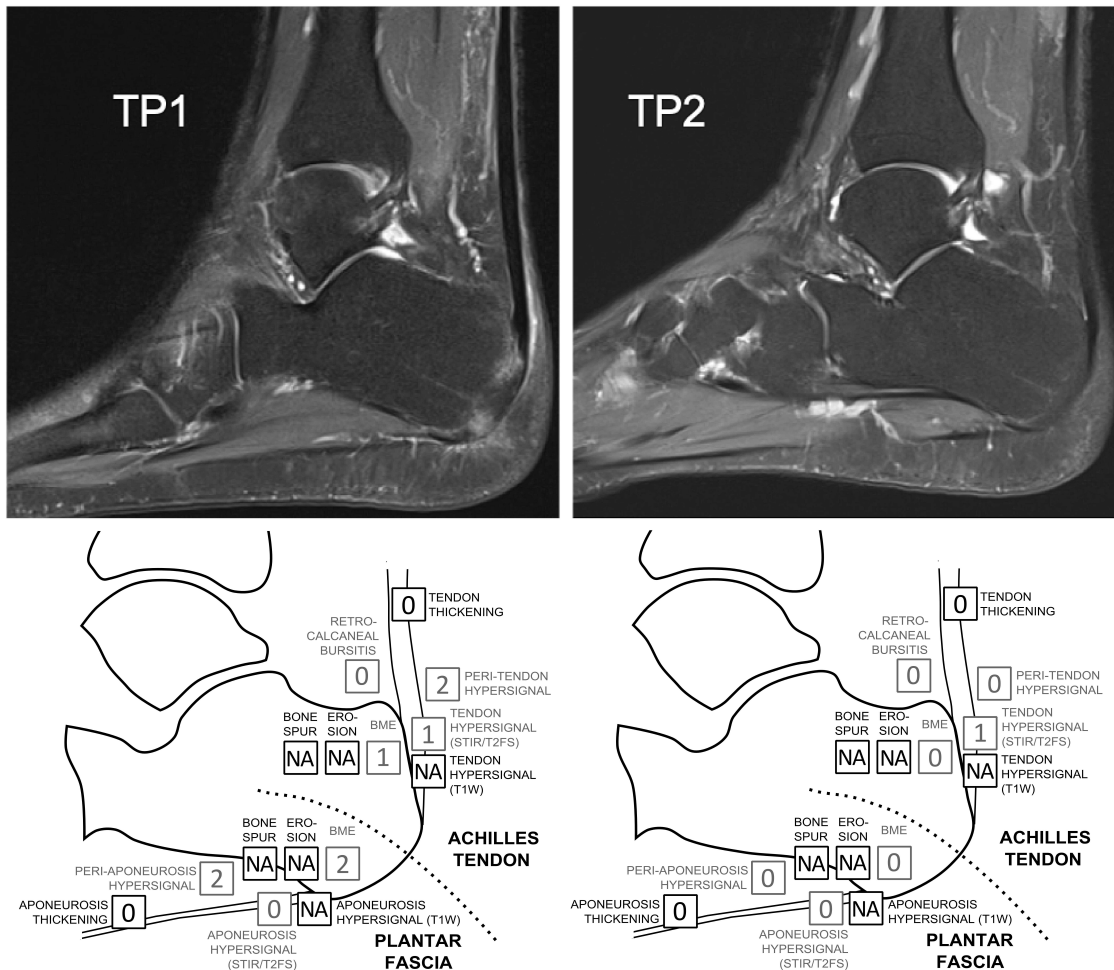 TP1
TP2
0
TENDON
THICKENING
RETRO-
CALCANEAL
BURSITIS
0
2
PERI-TENDON
HYPERSIGNAL
BONE
SPUR
ERO-
SION
BME
NA
NA
1
1
TENDON
HYPERSIGNAL
(STIR/T2FS)
NA
TENDON
HYPERSIGNAL
(T1W)
ACHILLES
TENDON
BONE
SPUR
ERO-
SION
BME
NA
NA
2
PERI-APONEUROSIS
HYPERSIGNAL
2
APONEUROSIS
THICKENING
0
0
NA
APONEUROSIS
HYPERSIGNAL (T1W)
APONEUROSIS
HYPERSIGNAL
(STIR/T2FS)
PLANTAR
FASCIA
0
TENDON
THICKENING
RETRO-
CALCANEAL
BURSITIS
0
0
PERI-TENDON
HYPERSIGNAL
BONE
SPUR
ERO-
SION
BME
NA
NA
0
1
TENDON
HYPERSIGNAL
(STIR/T2FS)
NA
TENDON
HYPERSIGNAL
(T1W)
ACHILLES
TENDON
BONE
SPUR
ERO-
SION
BME
NA
NA
0
PERI-APONEUROSIS
HYPERSIGNAL
0
APONEUROSIS
THICKENING
0
0
NA
APONEUROSIS
HYPERSIGNAL (T1W)
APONEUROSIS
HYPERSIGNAL
(STIR/T2FS)
PLANTAR
FASCIA